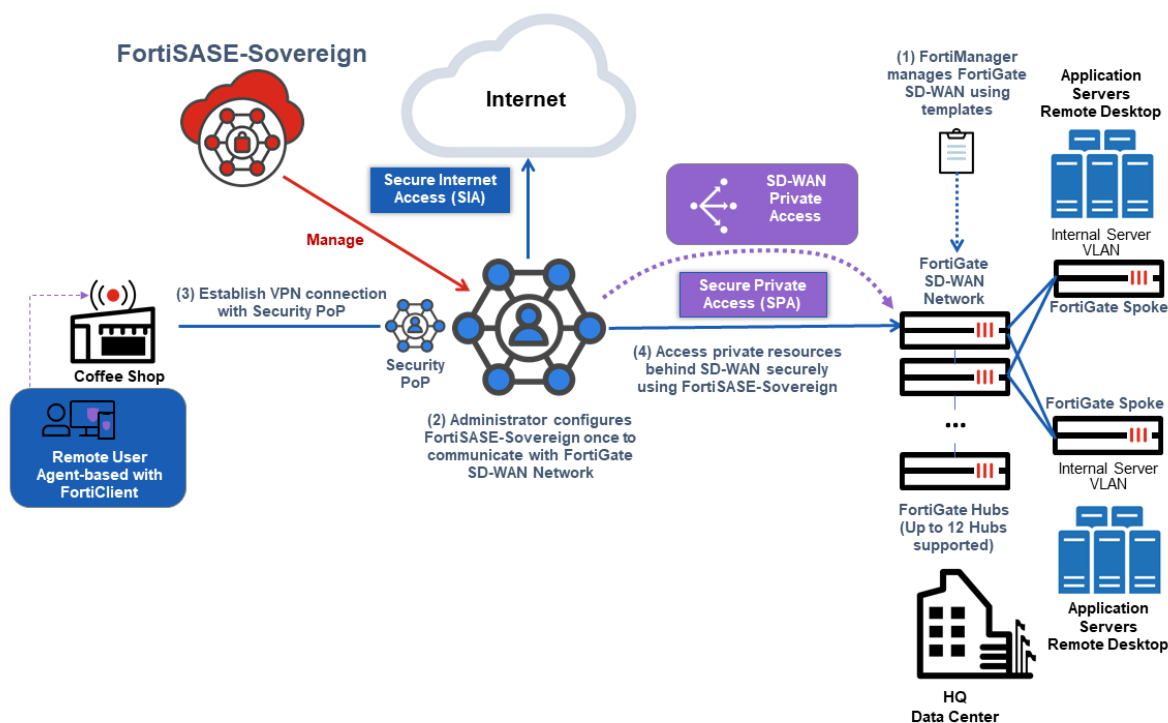 FortiSASE-Sovereign
Internet
(1) FortiManager
manages FortiGate
SD-WAN using
templates
Application
Servers
Remote Desktop
Secure Internet
Access (SIA)
SD-WAN
Private
Access
Manage
Internal Server
VLAN
FortiGate
SD-WAN
Network
FortiGate Spoke
(3) Establish VPN connection
with Security PoP
Secure Private
Access (SPA)
Coffee Shop
Security
PoP
(4) Access private resources
behind SD-WAN securely
using FortiSASE-Sovereign
(2) Administrator configures
FortiSASE-Sovereign once to
communicate with FortiGate
SD-WAN Network
Remote User
Agent-based with
FortiClient
...
FortiGate Spoke
Internal Server
VLAN
FortiGate Hubs
(Up to 12 Hubs
supported)
Application
Servers
Remote Desktop
HQ
Data Center